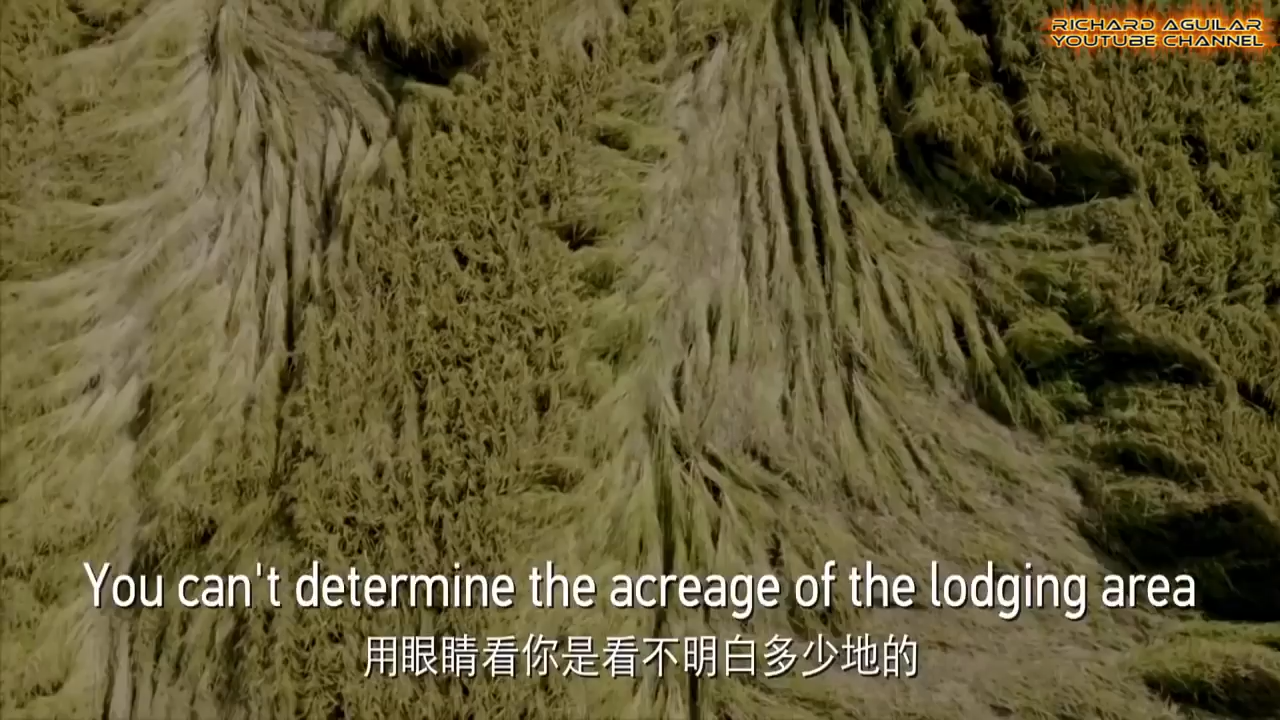 RICHARD AGUILAR
YOUTUBE CHANNEL
You can't determine the acreage of the lodging area
用眼睛看你是看不明白多少地的